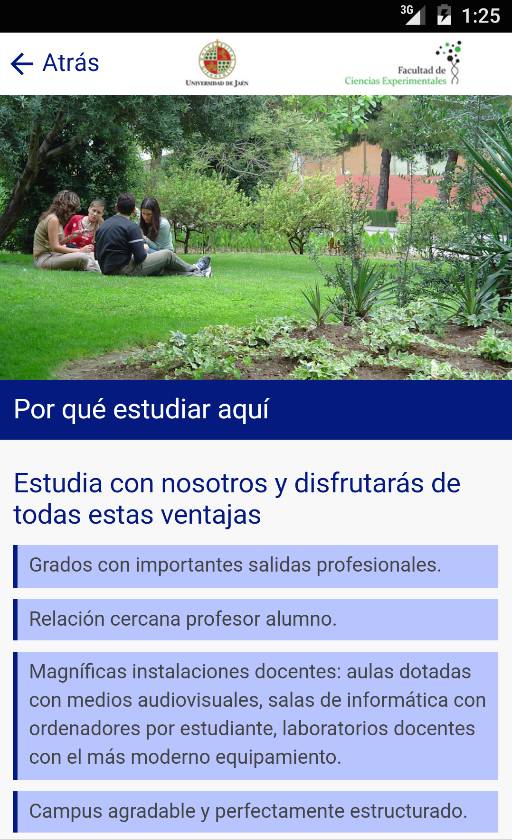 3G 1:25
Atrás
UNIVERSIDAD DE JAÉN
Facultad de
Ciencias Experimentales
Por qué estudiar aquí
Estudia con nosotros y disfrutarás de
todas estas ventajas
Grados con importantes salidas profesionales.
Relación cercana profesor alumno.
Magníficas instalaciones docentes: aulas dotadas
con medios audiovisuales, salas de informática con
ordenadores por estudiante, laboratorios docentes
con el más moderno equipamiento.
Campus agradable y perfectamente estructurado.